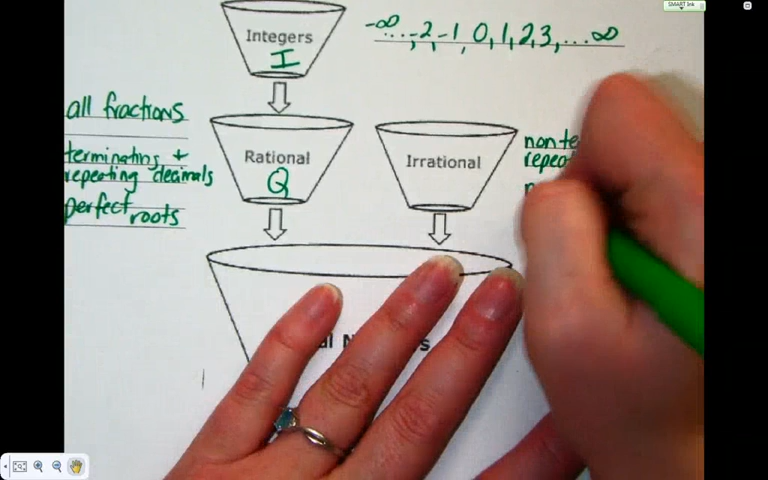 SMART Ink
Integers
I
-∞ ... -2, -1, 0, 1, 2, 3, ... ∞
all fractions
terminating +
repeating decimals
perfect roots
Rational
Q
Irrational